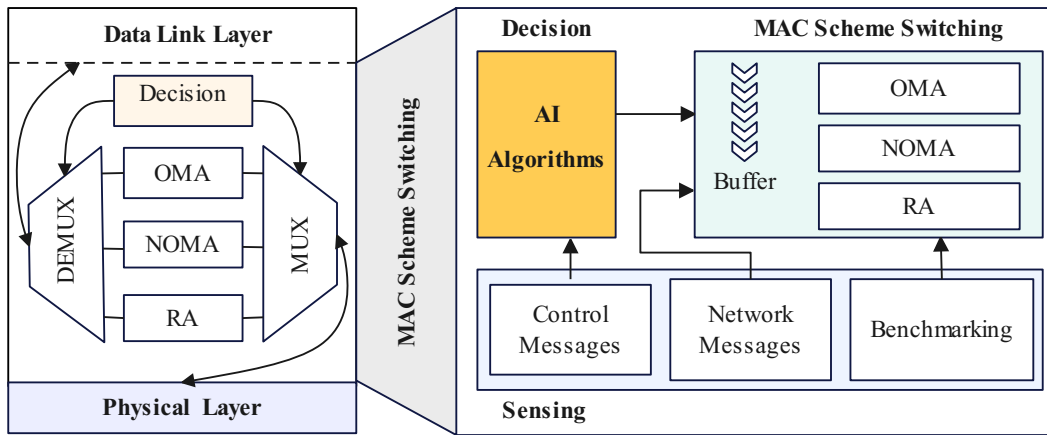 Data Link Layer
Decision
OMA
NOMA
RA
DEMUX
MUX
Physical Layer
MAC Scheme Switching
Decision
MAC Scheme Switching
AI
Algorithms
Buffer
OMA
NOMA
RA
Control
Messages
Network
Messages
Benchmarking
Sensing